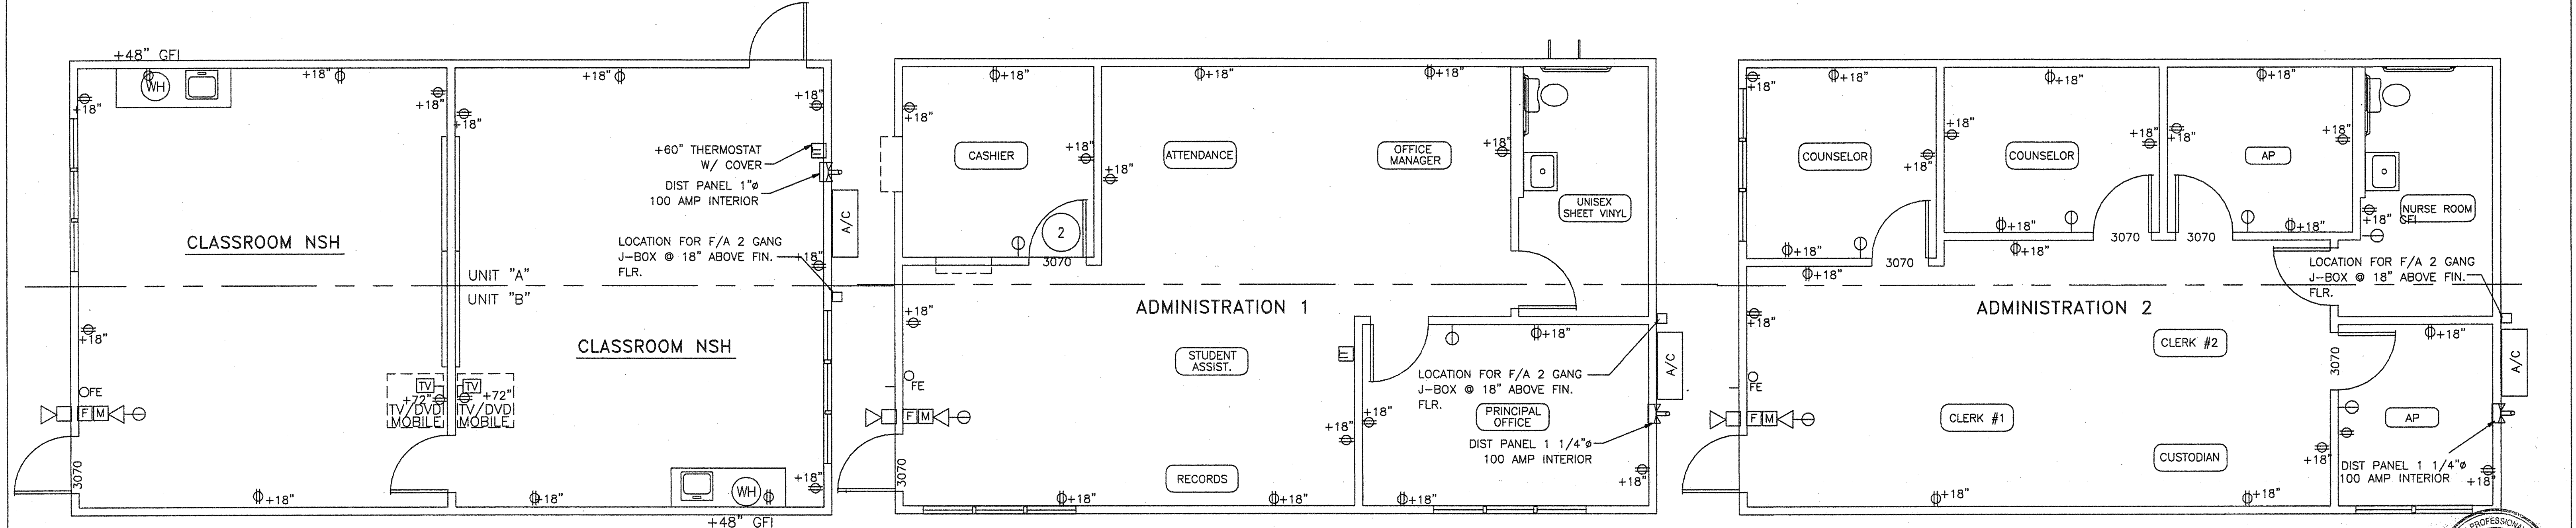 +48" GFI
WH
+18"
+18"
+18"
+18"
+18"
+18"
+18"
+60" THERMOSTAT
W/ COVER
DIST PANEL 1"ø
100 AMP INTERIOR
A/C
CLASSROOM NSH
LOCATION FOR F/A 2 GANG
J-BOX @ 18" ABOVE FIN.
FLR.
+18"
UNIT "A"
UNIT "B"
+18"
CLASSROOM NSH
FE
F M
TV
TV
+72"
+72"
TV/DVD
MOBILE
TV/DVD
MOBILE
3070
WH
+18"
+18"
+18"
+48" GFI
+18"
+18"
+18"
+18"
CASHIER
+18"
ATTENDANCE
OFFICE
MANAGER
+18"
+18"
UNISEX
SHEET VINYL
2
3070
ADMINISTRATION 1
+18"
STUDENT
ASSIST.
+18"
A/C
FE
F M
LOCATION FOR F/A 2 GANG
J-BOX @ 18" ABOVE FIN.
FLR.
+18"
PRINCIPAL
OFFICE
+18"
DIST PANEL 1 1/4"ø
100 AMP INTERIOR
3070
RECORDS
+18"
+18"
+18"
+18"
+18"
+18"
+18"
+18"
COUNSELOR
+18"
+18"
COUNSELOR
+18"
+18"
AP
+18"
NURSE ROOM
+18"
GFI
+18"
+18"
+18"
+18"
3070
3070
3070
+18"
LOCATION FOR F/A 2 GANG
J-BOX @ 18" ABOVE FIN.
FLR.
ADMINISTRATION 2
+18"
CLERK #2
+18"
3070
A/C
FE
F M
CLERK #1
AP
+18"
CUSTODIAN
DIST PANEL 1 1/4"ø
100 AMP INTERIOR
+18"
+18"
+18"
PROFESSIONAL